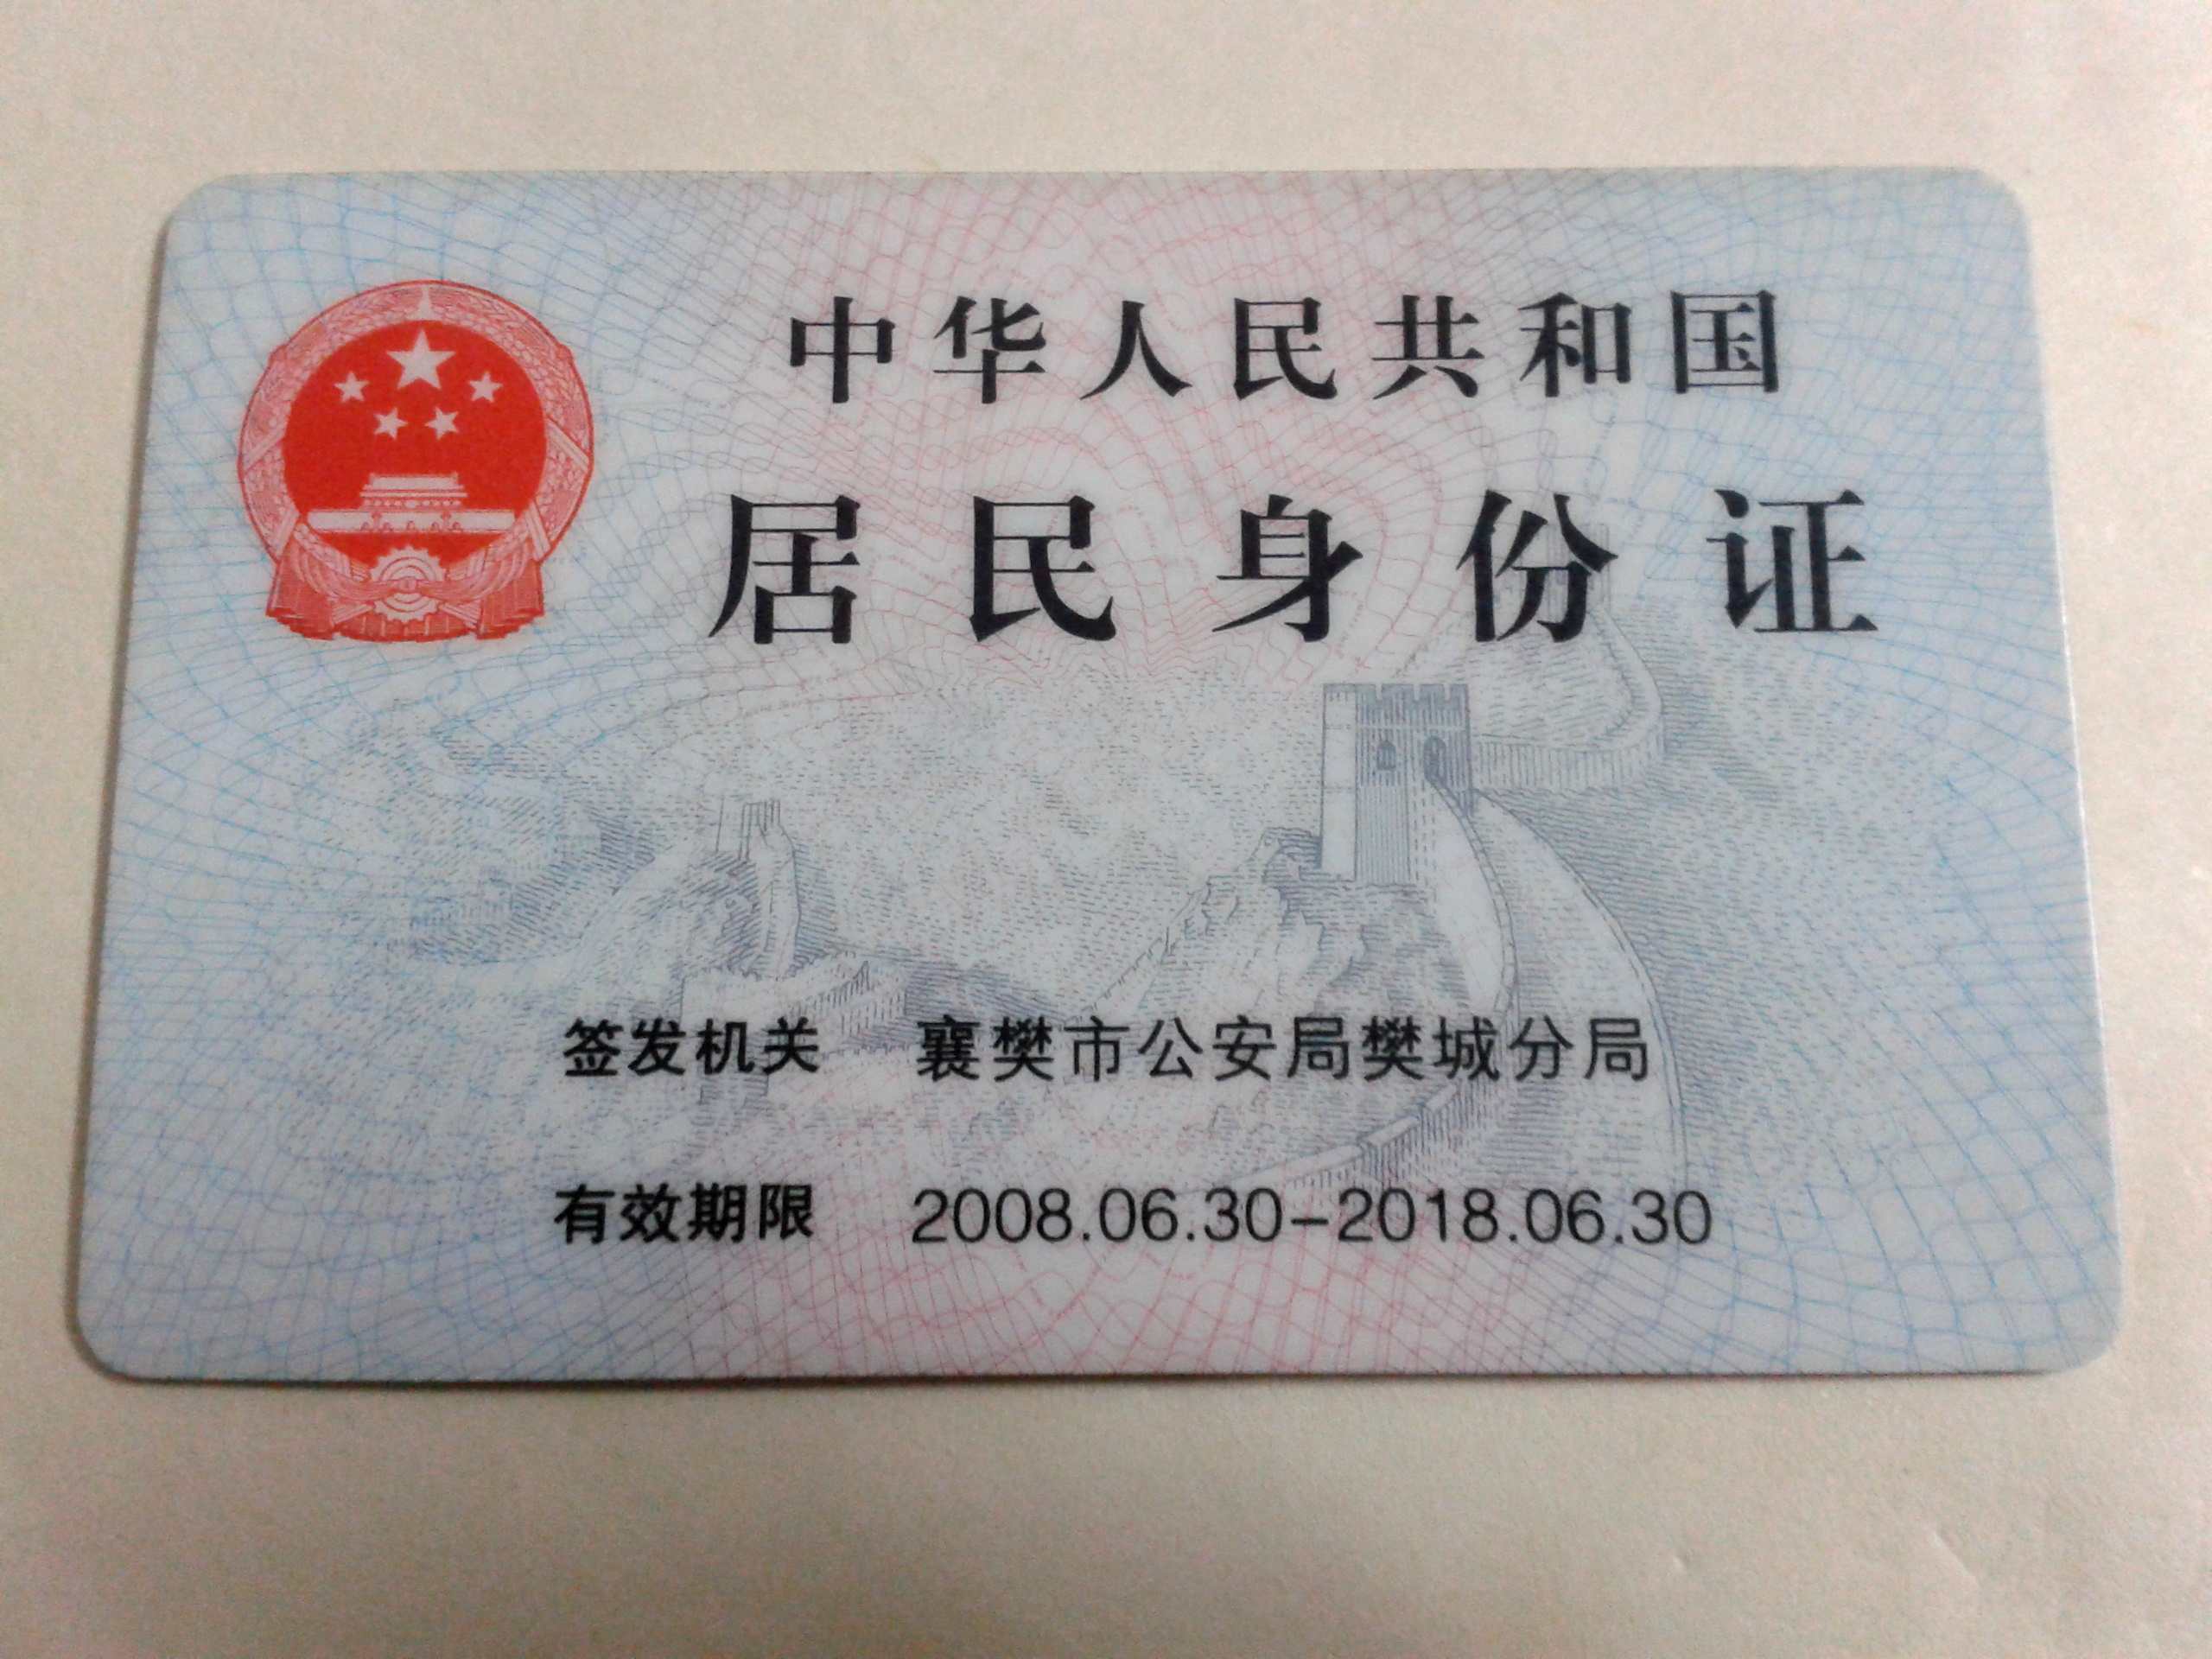 中华人民共和国
居民身份证
签发机关 襄樊市公安局樊城分局
有效期限 2008.06.30-2018.06.30